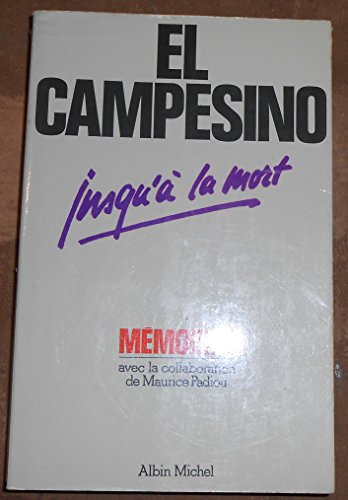 EL
CAMPESINO
jusqu'à la mort
avec la collaboration
de Maurice Padiou
Albin Michel